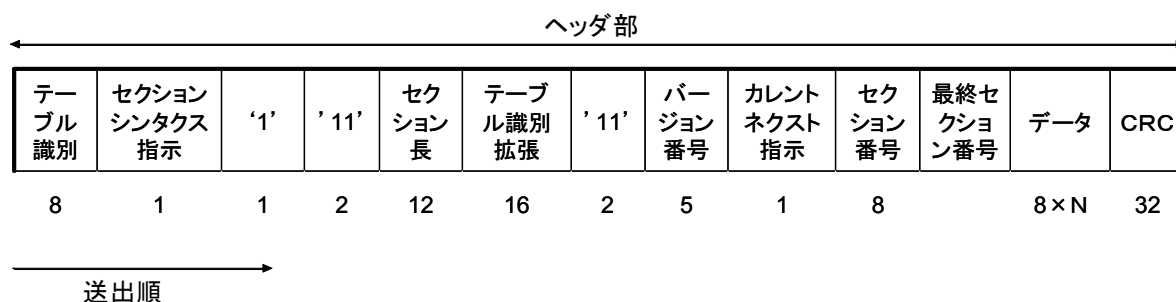 ヘッダ部
テー
ブル
識別
セクション
シンタクス
指示
‘1’
’11’
セク
ション
長
テーブ
ル識別
拡張
’11’
バー
ジョン
番号
カレント
ネクスト
指示
セク
ション
番号
最終セ
クショ
ン番号
データ
CRC
8 1 1 2 12 16 2 5 1 8 8×N 32
送出順